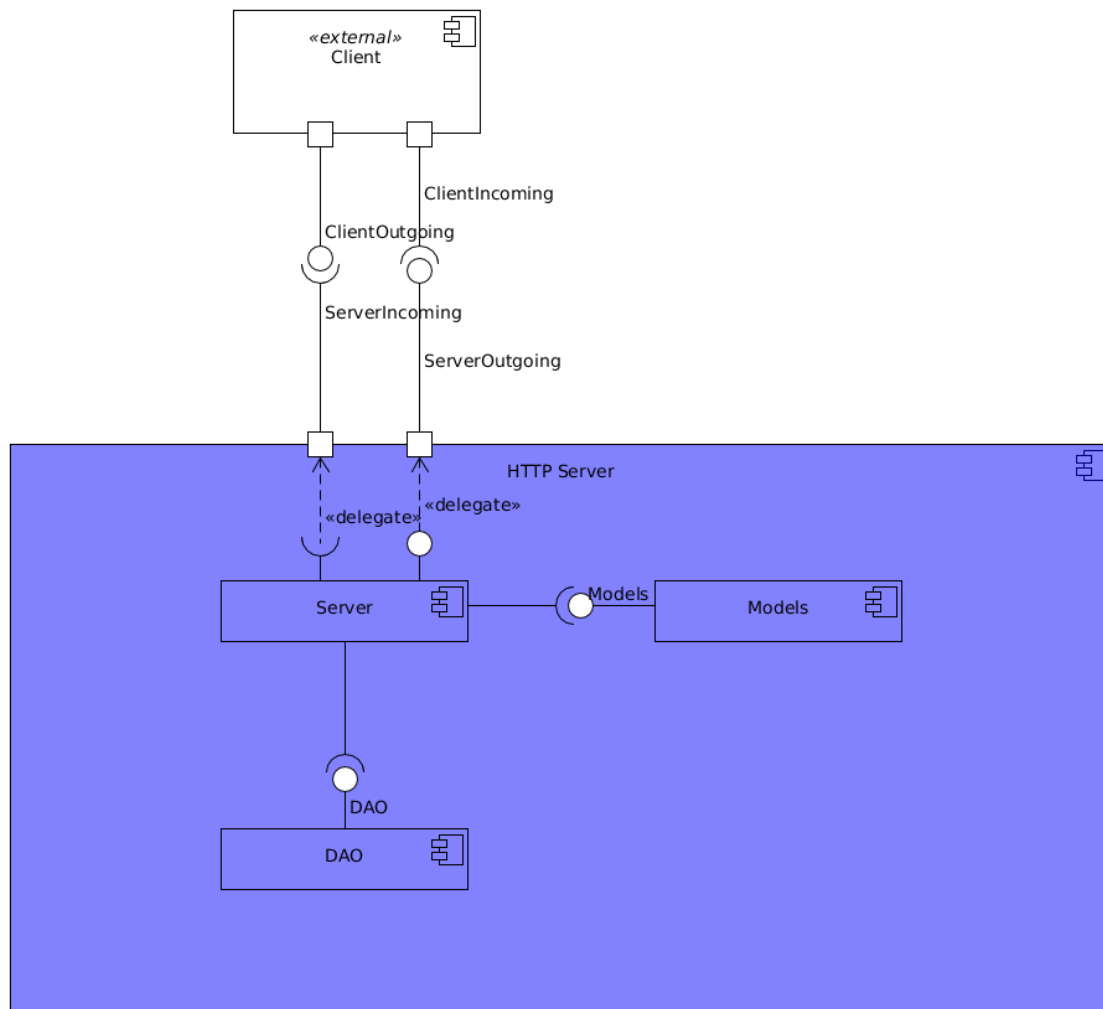 «external»
Client
ClientIncoming
ClientOutgoing
ServerIncoming
ServerOutgoing
HTTP Server
«delegate»
«delegate»
Models
Server
Models
DAO
DAO